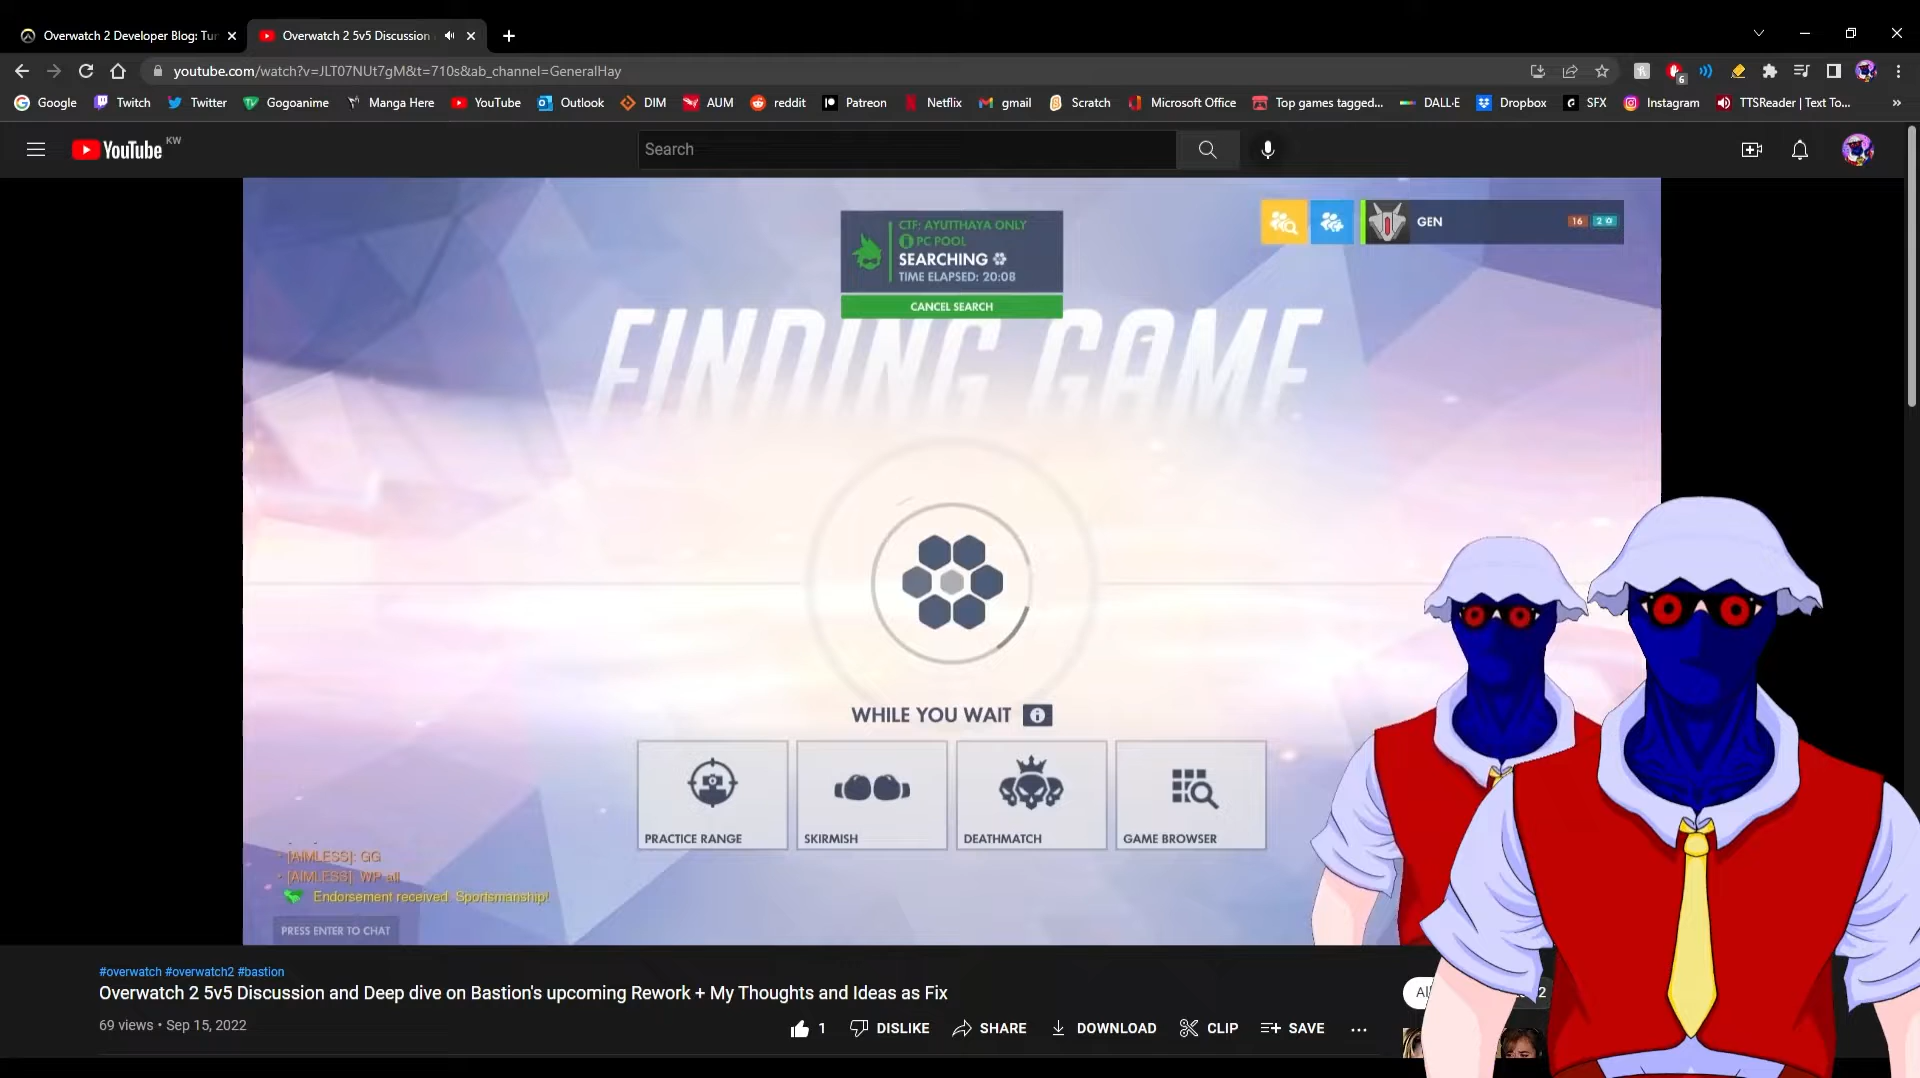 Overwatch 2 Developer Blog: Tur
Overwatch 2 5v5 Discussion
youtube.com/watch?v=JLT07NUt7gM&t=710s&ab_channel=GeneralHay
6
Google Twitch Twitter Gogoanime Manga Here YouTube Outlook DIM AUM reddit Patreon Netflix gmail Scratch Microsoft Office Top games tagged... DALL·E Dropbox SFX Instagram TTSReader | Text To...
YouTube KW
Search
CTF: AYUTTHAYA ONLY
PC POOL
SEARCHING
TIME ELAPSED: 20:08
CANCEL SEARCH
GEN
16 2
FINDING GAME
WHILE YOU WAIT
PRACTICE RANGE SKIRMISH DEATHMATCH GAME BROWSER
[AIMLESS]: GG
[AIMLESS]: WP all
Endorsement received: Sportsmanship!
PRESS ENTER TO CHAT
#overwatch #overwatch2 #bastion
Overwatch 2 5v5 Discussion and Deep dive on Bastion's upcoming Rework + My Thoughts and Ideas as Fix
69 views • Sep 15, 2022
1 DISLIKE SHARE DOWNLOAD CLIP SAVE ...